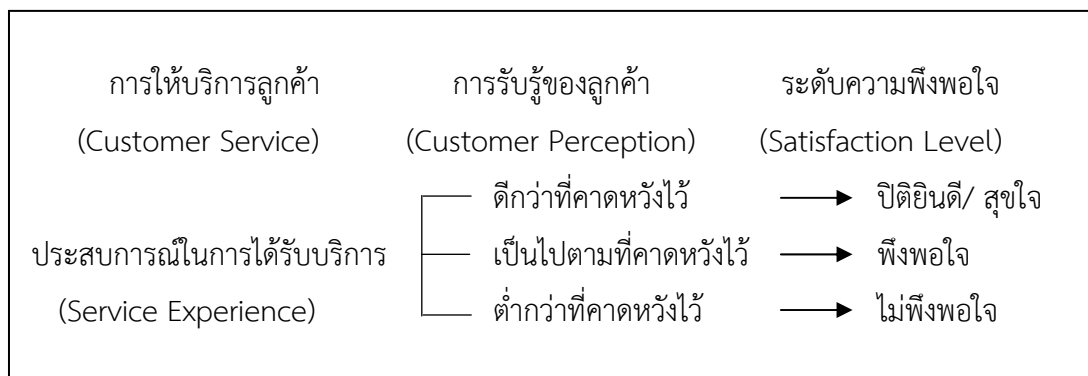 การให้บริการลูกค้า การรับรู้ของลูกค้า ระดับความพึงพอใจ
(Customer Service) (Customer Perception) (Satisfaction Level)
ดีกว่าที่คาดหวังไว้ ปิติยินดี/ สุขใจ
ประสบการณ์ในการได้รับบริการ เป็นไปตามที่คาดหวังไว้ พึงพอใจ
(Service Experience) ต่ำกว่าที่คาดหวังไว้ ไม่พึงพอใจ